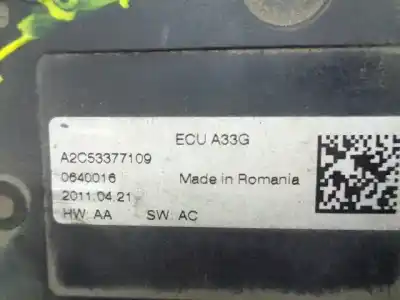 ECU A33G
A2C53377109
0640016 Made in Romania
2011.04.21
HW: AA SW: AC